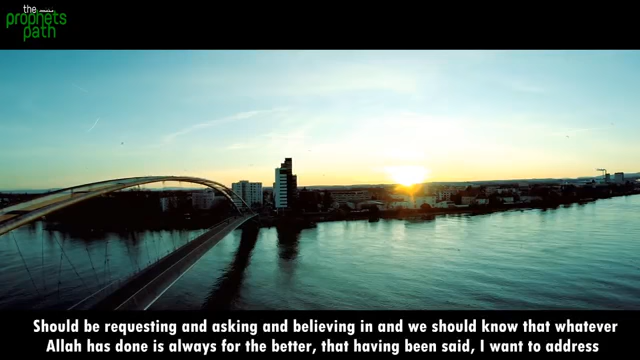 the
prophets
path
Should be requesting and asking and believing in and we should know that whatever
Allah has done is always for the better, that having been said, I want to address